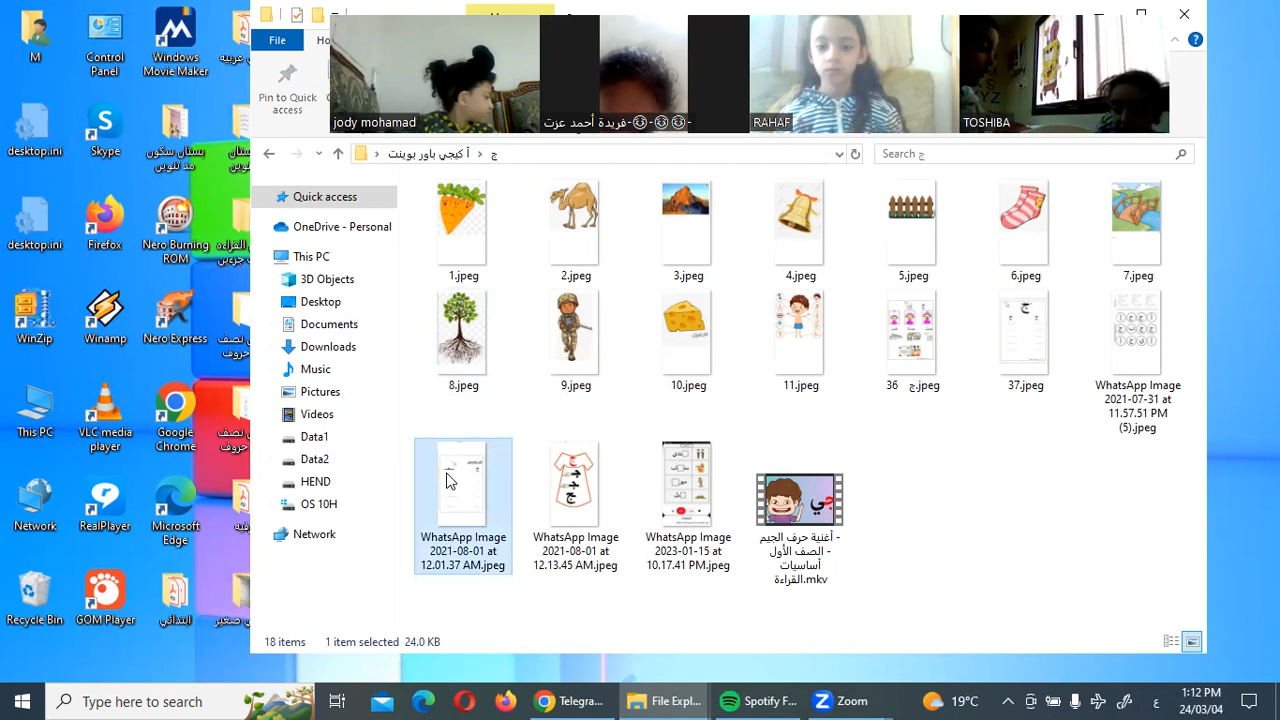 M
Control Panel
Windows Movie Maker
desktop.ini
Skype
بستان سكون
مد تنوين
desktop.ini
Firefox
Nero Burning ROM
WinZip
Winamp
Nero Express
This PC
VLC media player
Google Chrome
Network
RealPlayer
Microsoft Edge
Recycle Bin
GOM Player
ابتدائي
File
Pin to Quick access
jody mohamad
-فريدة أحمد عزت-
RAHAF
TOSHIBA
أ كيجي باور بوينت
ج
Search ج
Quick access
OneDrive - Personal
This PC
3D Objects
Desktop
Documents
Downloads
Music
Pictures
Videos
Data1
Data2
HEND
OS 10H
Network
1.jpeg
2.jpeg
3.jpeg
4.jpeg
5.jpeg
6.jpeg
7.jpeg
8.jpeg
9.jpeg
10.jpeg
11.jpeg
36 ج.jpeg
37.jpeg
WhatsApp Image 2021-07-31 at 11.57.51 PM (5).jpeg
WhatsApp Image 2021-08-01 at 12.01.37 AM.jpeg
WhatsApp Image 2021-08-01 at 12.13.45 AM.jpeg
WhatsApp Image 2023-01-15 at 10.17.41 PM.jpeg
أغنية حرف الجيم -
- الصف الأول
أساسيات
القراءة.mkv
18 items
1 item selected
24.0 KB
Type here to search
Telegra...
File Expl...
Spotify F...
Zoom
19°C
ع
1:12 PM
24/03/04